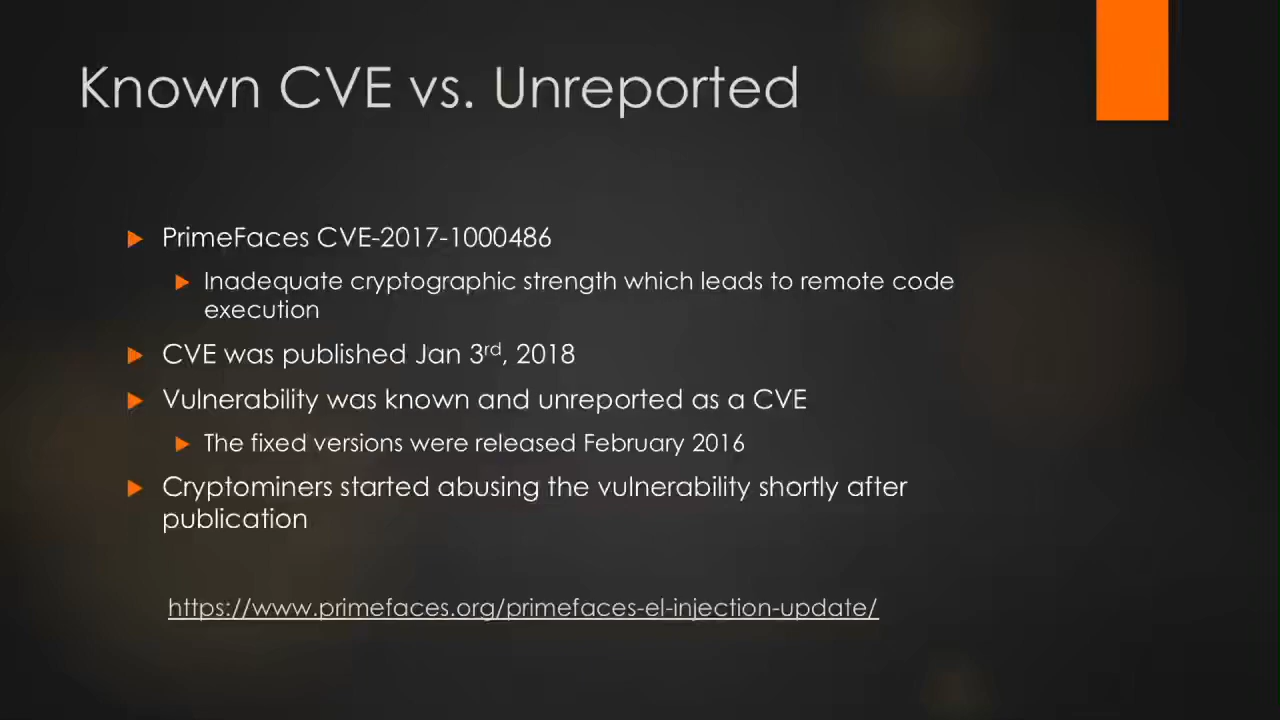 Known CVE vs. Unreported
PrimeFaces CVE-2017-1000486
Inadequate cryptographic strength which leads to remote code
execution
CVE was published Jan 3rd, 2018
Vulnerability was known and unreported as a CVE
The fixed versions were released February 2016
Cryptominers started abusing the vulnerability shortly after
publication
https://www.primefaces.org/primefaces-el-injection-update/